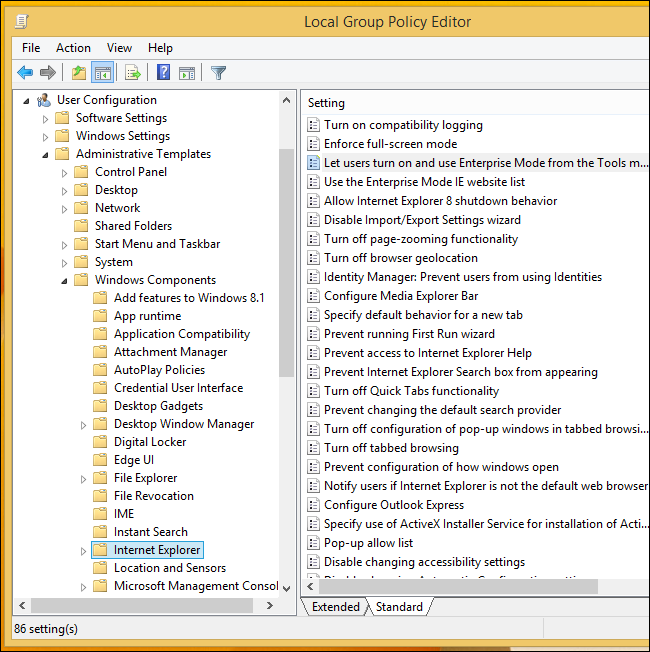 Local Group Policy Editor
File Action View Help
User Configuration
Software Settings
Windows Settings
Administrative Templates
Control Panel
Desktop
Network
Shared Folders
Start Menu and Taskbar
System
Windows Components
Add features to Windows 8.1
App runtime
Application Compatibility
Attachment Manager
AutoPlay Policies
Credential User Interface
Desktop Gadgets
Desktop Window Manager
Digital Locker
Edge UI
File Explorer
File Revocation
IME
Instant Search
Internet Explorer
Location and Sensors
Microsoft Management Consol
Setting
Turn on compatibility logging
Enforce full-screen mode
Let users turn on and use Enterprise Mode from the Tools m...
Use the Enterprise Mode IE website list
Allow Internet Explorer 8 shutdown behavior
Disable Import/Export Settings wizard
Turn off page-zooming functionality
Turn off browser geolocation
Identity Manager: Prevent users from using Identities
Configure Media Explorer Bar
Specify default behavior for a new tab
Prevent running First Run wizard
Prevent access to Internet Explorer Help
Prevent Internet Explorer Search box from appearing
Turn off Quick Tabs functionality
Prevent changing the default search provider
Turn off configuration of pop-up windows in tabbed browsi...
Turn off tabbed browsing
Prevent configuration of how windows open
Notify users if Internet Explorer is not the default web browser
Configure Outlook Express
Specify use of ActiveX Installer Service for installation of Acti...
Pop-up allow list
Disable changing accessibility settings
Extended Standard
86 setting(s)